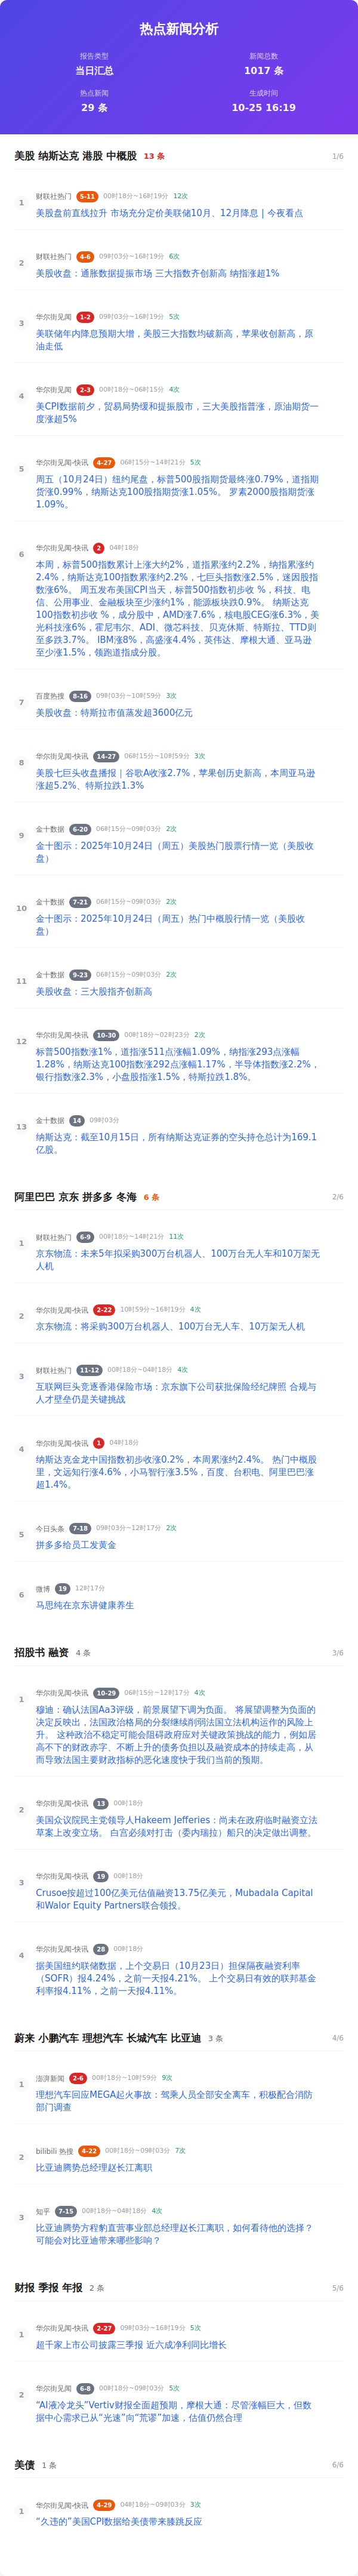 热点新闻分析
报告类型
当日汇总
新闻总数
1017 条
热点新闻
29 条
生成时间
10-25 16:19
美股 纳斯达克 港股 中概股 13 条 1/6
1
财联社热门 5-11 00时18分~16时19分 12次
美股盘前直线拉升 市场充分定价美联储10月、12月降息 | 今夜看点
2
财联社热门 4-6 09时03分~16时19分 6次
美股收盘：通胀数据提振市场 三大指数齐创新高 纳指涨超1%
3
华尔街见闻 1-2 09时03分~16时19分 5次
美联储年内降息预期大增，美股三大指数均破新高，苹果收创新高，原
油走低
4
华尔街见闻 2-3 00时18分~06时15分 4次
美CPI数据前夕，贸易局势缓和提振股市，三大美股指普涨，原油期货一
度涨超5%
5
华尔街见闻-快讯 4-27 06时15分~14时21分 5次
周五（10月24日）纽约尾盘，标普500股指期货最终涨0.79%，道指期
货涨0.99%，纳斯达克100股指期货涨1.05%。 罗素2000股指期货涨
1.09%。
6
华尔街见闻-快讯 2 04时18分
本周，标普500指数累计上涨大约2%，道指累涨约2.2%，纳指累涨约
2.4%，纳斯达克100指数累涨约2.2%，七巨头指数涨2.5%，迷因股指
数涨6%。 周五发布美国CPI当天，标普500指数初步收 %，科技、电
信、公用事业、金融板块至少涨约1%，能源板块跌0.9%。 纳斯达克
100指数初步收 %，成分股中，AMD涨7.6%，核电股CEG涨6.3%，美
光科技涨6%，霍尼韦尔、ADI、微芯科技、贝克休斯、特斯拉、TTD则
至多跌3.7%。 IBM涨8%，高盛涨4.4%，英伟达、摩根大通、亚马逊
至少涨1.5%，领跑道指成分股。
7
百度热搜 8-16 09时03分~10时59分 3次
美股收盘：特斯拉市值蒸发超3600亿元
8
华尔街见闻-快讯 14-27 06时15分~10时59分 3次
美股七巨头收盘播报｜谷歌A收涨2.7%，苹果创历史新高，本周亚马逊
涨超5.2%、特斯拉跌1.3%
9
金十数据 6-20 06时15分~09时03分 2次
金十图示：2025年10月24日（周五）美股热门股票行情一览（美股收
盘）
10
金十数据 7-21 06时15分~09时03分 2次
金十图示：2025年10月24日（周五）热门中概股行情一览（美股收
盘）
11
金十数据 9-23 06时15分~09时03分 2次
美股收盘：三大股指齐创新高
12
华尔街见闻-快讯 10-30 00时18分~02时23分 2次
标普500指数涨1%，道指涨511点涨幅1.09%，纳指涨293点涨幅
1.28%，纳斯达克100指数涨292点涨幅1.17%，半导体指数涨2.2%，
银行指数涨2.3%，小盘股指涨1.5%，特斯拉跌1.8%。
13
金十数据 14 09时03分
纳斯达克：截至10月15日，所有纳斯达克证券的空头持仓总计为169.1
亿股。
阿里巴巴 京东 拼多多 冬海 6 条 2/6
1
财联社热门 6-9 00时18分~14时21分 11次
京东物流：未来5年拟采购300万台机器人、100万台无人车和10万架无
人机
2
华尔街见闻-快讯 2-22 10时59分~16时19分 4次
京东物流：将采购300万台机器人、100万台无人车、10万架无人机
3
财联社热门 11-12 00时18分~04时18分 4次
互联网巨头竞逐香港保险市场：京东旗下公司获批保险经纪牌照 合规与
人才壁垒仍是关键挑战
4
华尔街见闻-快讯 1 04时18分
纳斯达克金龙中国指数初步收涨0.2%，本周累涨约2.4%。 热门中概股
里，文远知行涨4.6%，小马智行涨3.5%，百度、台积电、阿里巴巴涨
超1.4%。
5
今日头条 7-18 09时03分~12时17分 2次
拼多多给员工发黄金
6
微博 19 12时17分
马思纯在京东讲健康养生
招股书 融资 4 条 3/6
1
华尔街见闻-快讯 10-29 06时15分~12时17分 4次
穆迪：确认法国Aa3评级，前景展望下调为负面。 将展望调整为负面的
决定反映出，法国政治格局的分裂继续削弱法国立法机构运作的风险上
升。 这种政治不稳定可能会阻碍政府应对关键政策挑战的能力，例如居
高不下的财政赤字、不断上升的债务负担以及融资成本的持续走高，从
而导致法国主要财政指标的恶化速度快于我们当前的预期。
2
华尔街见闻-快讯 13 00时18分
美国众议院民主党领导人Hakeem Jefferies：尚未在政府临时融资立法
草案上改变立场。 白宫必须对打击（委内瑞拉）船只的决定做出调整。
3
华尔街见闻-快讯 19 00时18分
Crusoe按超过100亿美元估值融资13.75亿美元，Mubadala Capital
和Walor Equity Partners联合领投。
4
华尔街见闻-快讯 28 00时18分
据美国纽约联储数据，上个交易日（10月23日）担保隔夜融资利率
（SOFR）报4.24%，之前一天报4.21%。 上个交易日有效的联邦基金
利率报4.11%，之前一天报4.11%。
蔚来 小鹏汽车 理想汽车 长城汽车 比亚迪 3 条 4/6
1
澎湃新闻 2-6 00时18分~10时59分 9次
理想汽车回应MEGA起火事故：驾乘人员全部安全离车，积极配合消防
部门调查
2
bilibili 热搜 4-22 00时18分~09时03分 7次
比亚迪腾势总经理赵长江离职
3
知乎 7-15 00时18分~04时18分 4次
比亚迪腾势方程豹直营事业部总经理赵长江离职，如何看待他的选择？
可能会对比亚迪带来哪些影响？
财报 季报 年报 2 条 5/6
1
华尔街见闻-快讯 2-27 09时03分~16时19分 5次
超千家上市公司披露三季报 近六成净利同比增长
2
华尔街见闻 6-8 00时18分~09时03分 5次
“AI液冷龙头”Vertiv财报全面超预期，摩根大通：尽管涨幅巨大，但数
据中心需求已从“光速”向“荒谬”加速，估值仍然合理
美债 1 条 6/6
1
华尔街见闻-快讯 4-29 04时18分~09时03分 3次
“久违的”美国CPI数据给美债带来膝跳反应